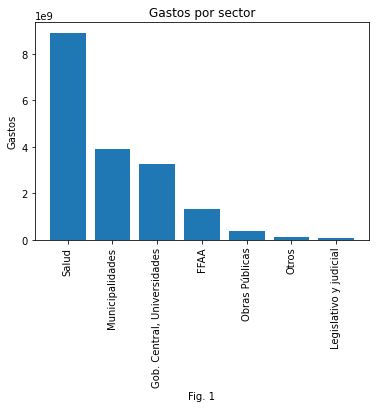 Gastos por sector
1e9
8
6
4
2
0
Gastos
Salud
Municipalidades
Gob. Central, Universidades
FFAA
Obras Públicas
Otros
Legislativo y judicial
Fig. 1